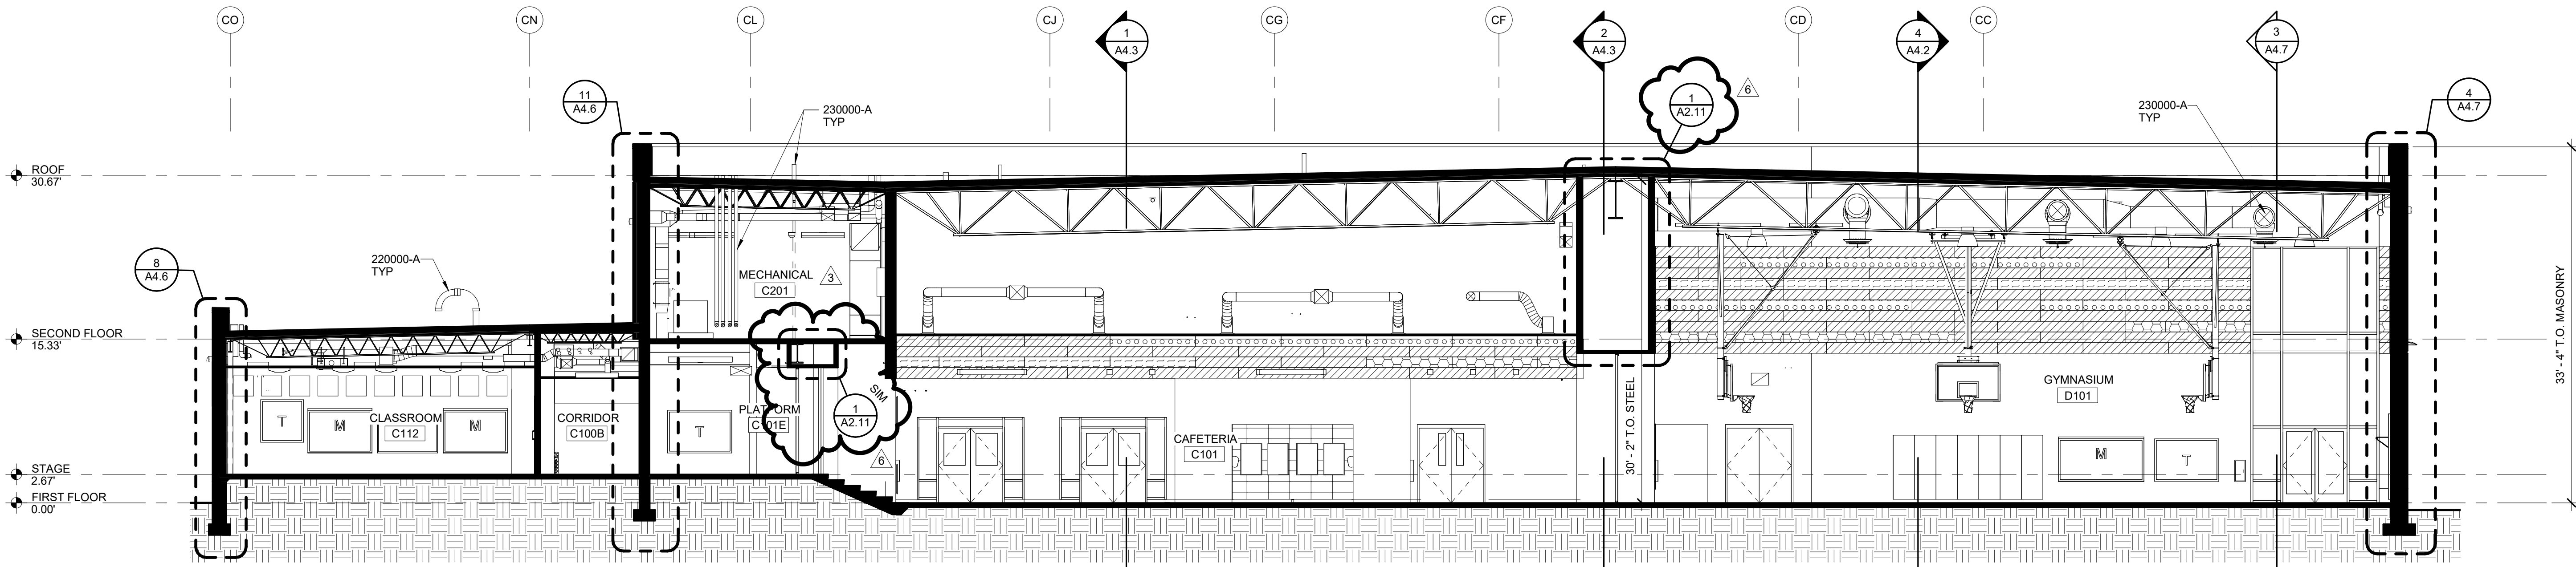 CO
CN
CL
CJ
CG
CF
CD
CC
1
A4.3
2
A4.3
4
A4.2
3
A4.7
11
A4.6
230000-A
TYP
1
A2.11
6
230000-A
TYP
4
A4.7
ROOF
30.67'
8
A4.6
220000-A
TYP
MECHANICAL
C201
3
SECOND FLOOR
15.33'
33' - 4" T.O. MASONRY
SIM
1
A2.11
6
30' - 2" T.O. STEEL
GYMNASIUM
D101
T
M
CLASSROOM
C112
M
CORRIDOR
C100B
T
PLATFORM
C101E
CAFETERIA
C101
M
T
STAGE
2.67'
FIRST FLOOR
0.00'